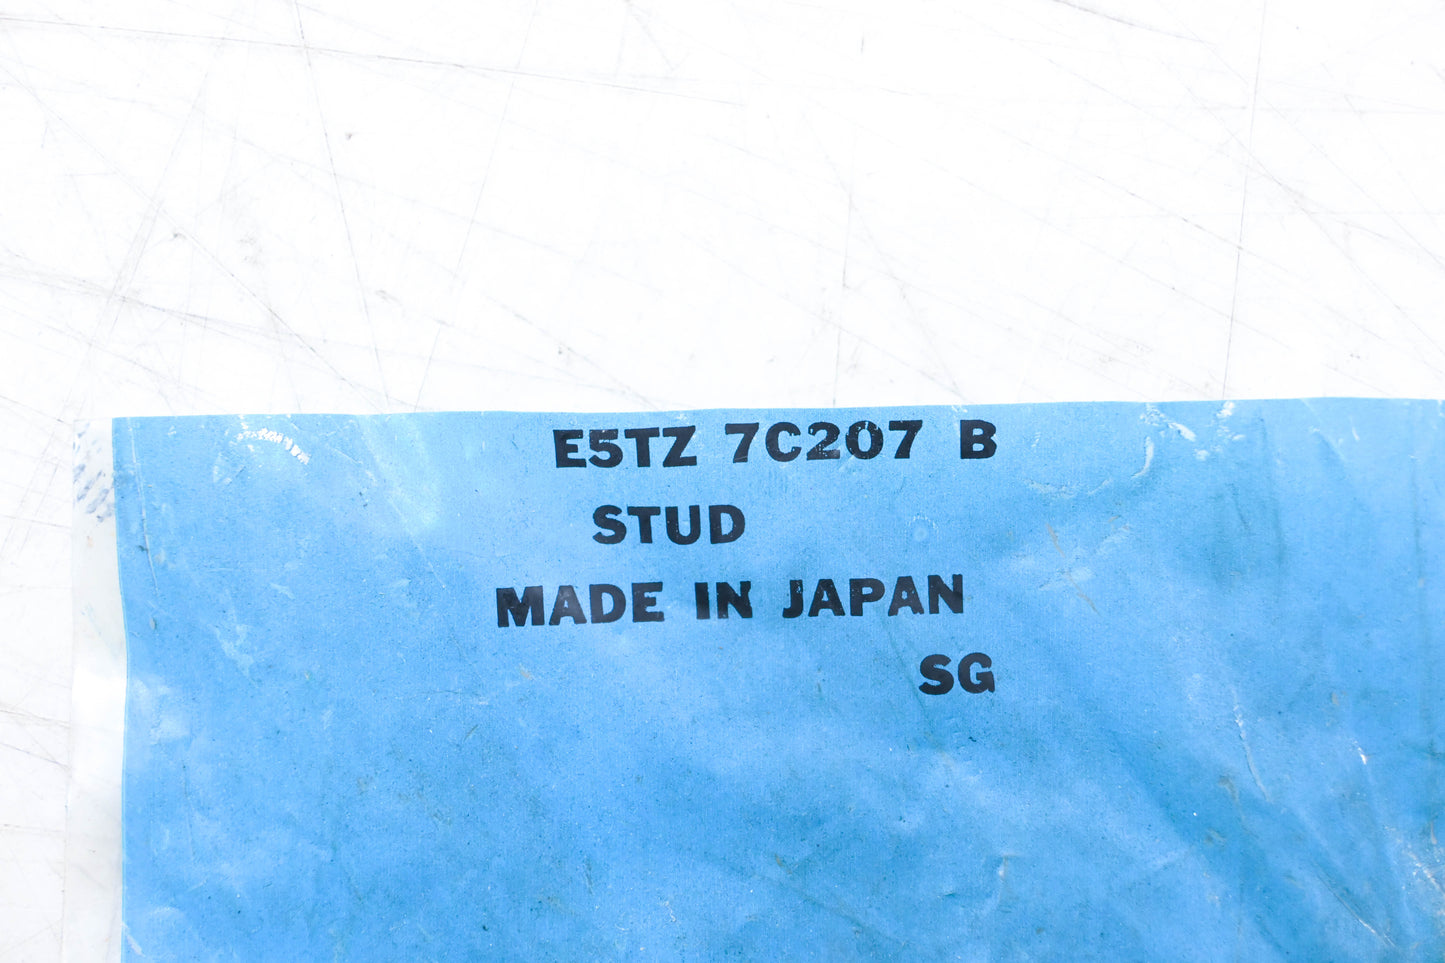 E5TZ 7C207 B
STUD
MADE IN JAPAN
SG